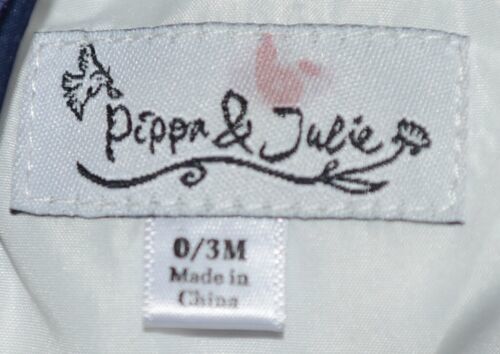 Pippa & Julie
0/3M
Made in
China